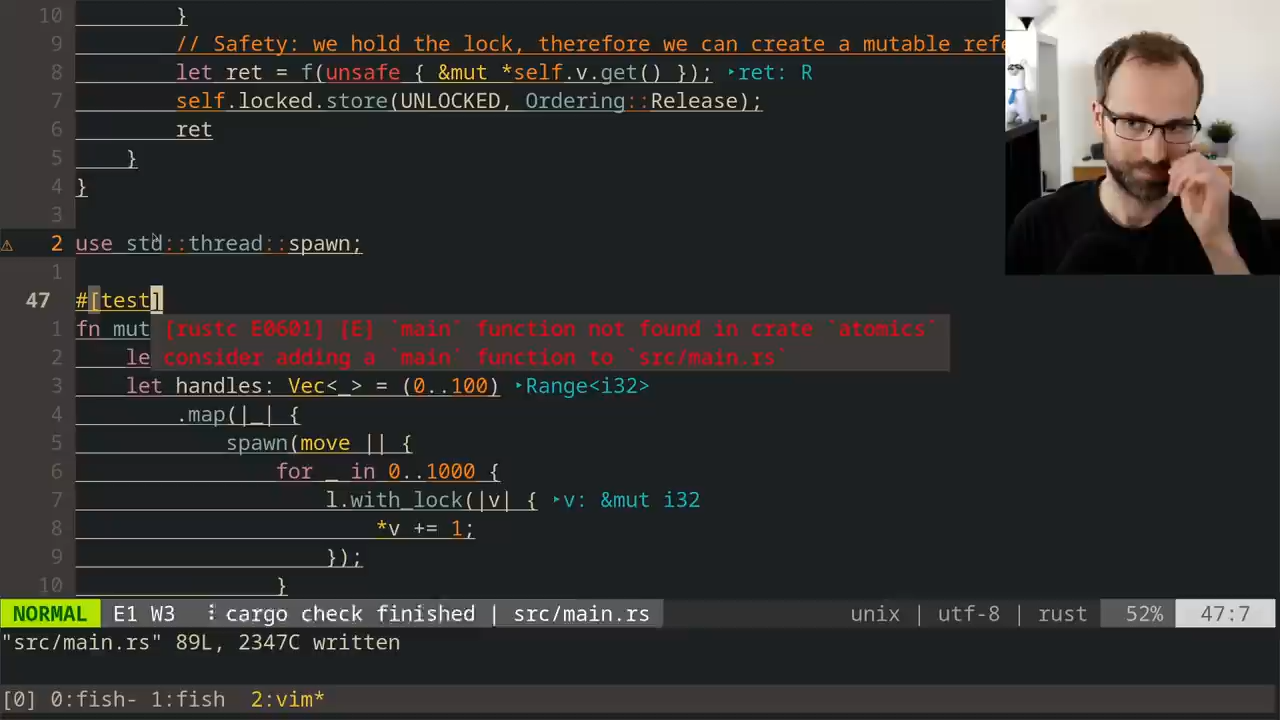 10 }
9 // Safety: we hold the lock, therefore we can create a mutable refe
8 let ret = f(unsafe { &mut *self.v.get() }); ‣ret: R
7 self.locked.store(UNLOCKED, Ordering::Release);
6 ret
5 }
4 }
3
⚠ 2 use std::thread::spawn;
1
47 #[test]
1 fn mut [rustc E0601] [E] `main` function not found in crate `atomics`
2 le consider adding a `main` function to `src/main.rs`
3 let handles: Vec<_> = (0..100) ‣Range<i32>
4 .map(|_| {
5 spawn(move || {
6 for _ in 0..1000 {
7 l.with_lock(|v| { ‣v: &mut i32
8 *v += 1;
9 });
10 }
NORMAL E1 W3 ⠸ cargo check finished | src/main.rs unix | utf-8 | rust 52% 47:7
"src/main.rs" 89L, 2347C written
[0] 0:fish- 1:fish 2:vim*